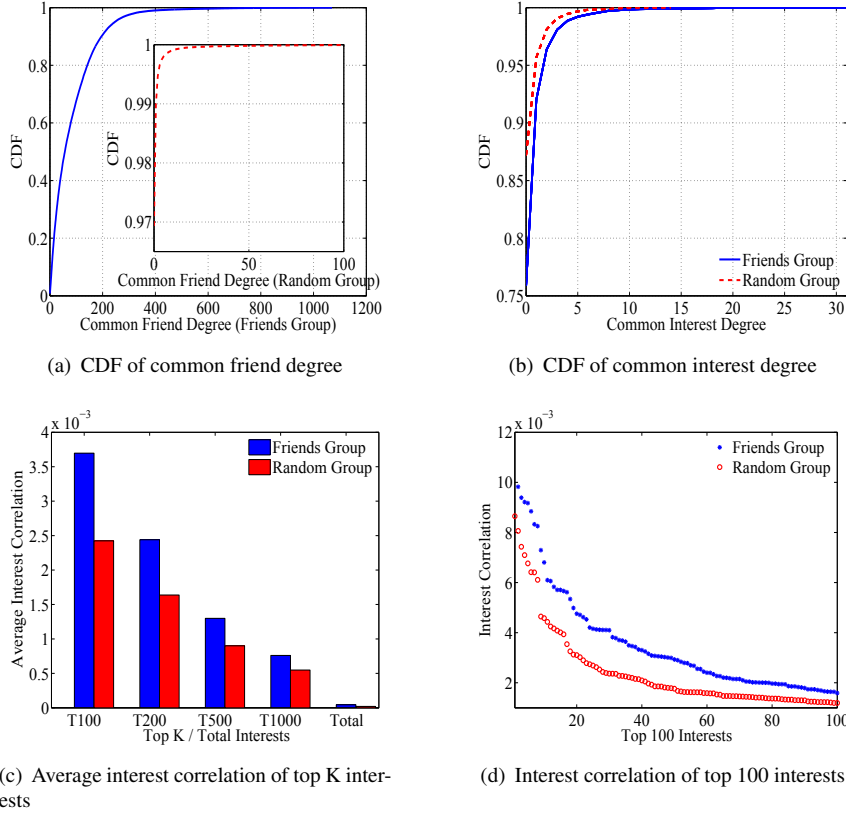 1
0.8
0.6
0.4
0.2
0
CDF
0 200 400 600 800 1000 1200
Common Friend Degree (Friends Group)
1
0.99
0.98
0.97
CDF
0 50 100
Common Friend Degree (Random Group)
(a) CDF of common friend degree
1
0.95
0.9
0.85
0.8
0.75
CDF
Friends Group
Random Group
0 5 10 15 20 25 30
Common Interest Degree
(b) CDF of common interest degree
x 10⁻³
4
3.5
3
2.5
2
1.5
1
0.5
0
Average Interest Correlation
Friends Group
Random Group
T100 T200 T500 T1000 Total
Top K / Total Interests
(c) Average interest correlation of top K inter-
ests
x 10⁻³
12
10
8
6
4
2
Interest Correlation
Friends Group
Random Group
20 40 60 80 100
Top 100 Interests
(d) Interest correlation of top 100 interests